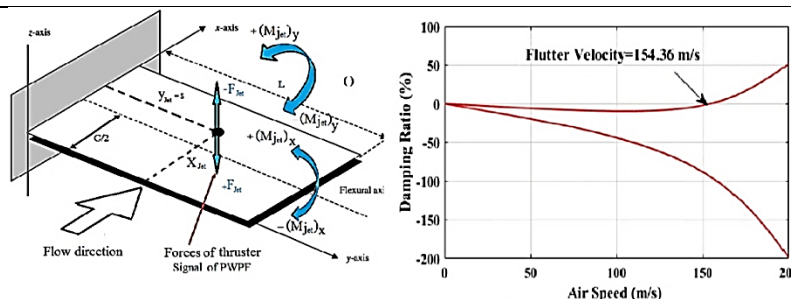 z-axis
x-axis
+(Mjet)y
L
()
yJet=s
-FJet
(Mjet)y
C/2
+(Mjet)x
XJet
+FJet
Flexural axi
-(Mjet)x
Flow direction
Forces of thruster
Signal of PWPF
y-axis
100
50
0
-50
-100
-150
-200
Flutter Velocity=154.36 m/s
Damping Ratio (%)
0
50
100
150
20
Air Speed (m/s)